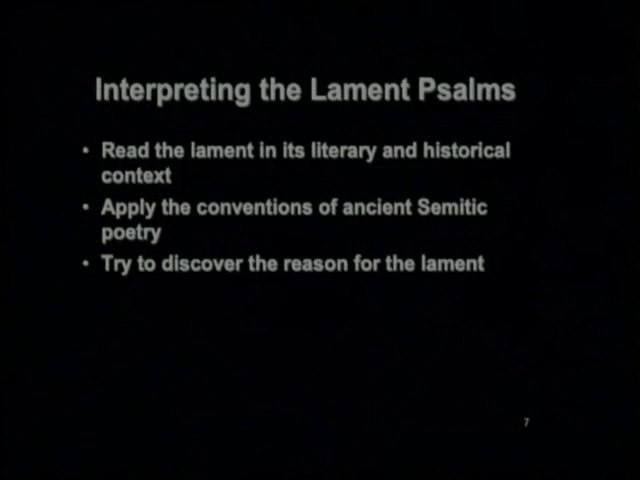 Interpreting the Lament Psalms
• Read the lament in its literary and historical
context
• Apply the conventions of ancient Semitic
poetry
• Try to discover the reason for the lament
7